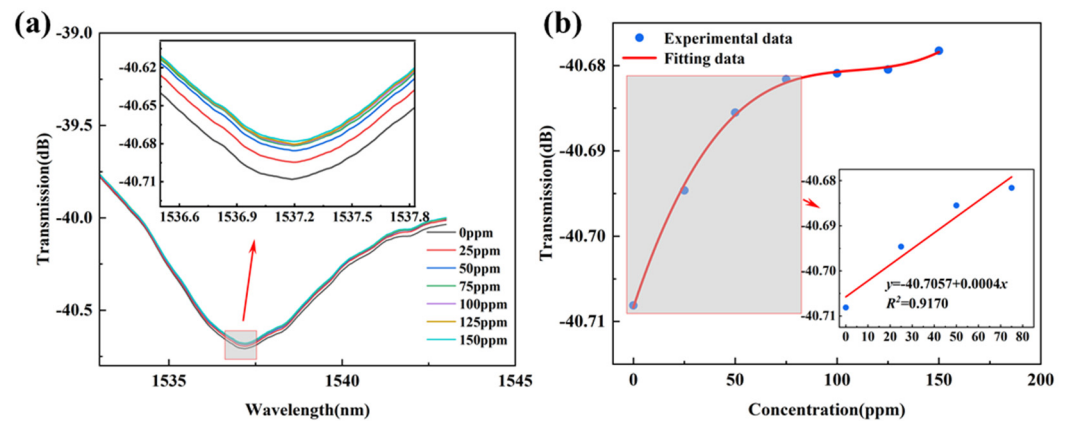 (a)
-39.0
-39.5
-40.0
-40.5
Transmission(dB)
1535
1540
1545
Wavelength(nm)
-40.62
-40.65
-40.68
-40.71
1536.6 1536.9 1537.2 1537.5 1537.8
0ppm
25ppm
50ppm
75ppm
100ppm
125ppm
150ppm
(b)
Experimental data
Fitting data
-40.68
-40.69
-40.70
-40.71
Transmission(dB)
0
50
100
150
200
Concentration(ppm)
-40.68
-40.69
-40.70
-40.71
0 10 20 30 40 50 60 70 80
y=-40.7057+0.0004x
R²=0.9170